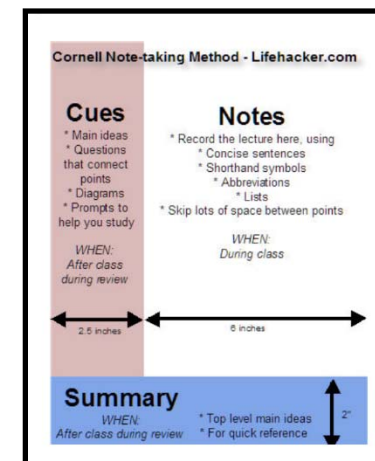 Cornell Note-taking Method - Lifehacker.com
Cues
* Main ideas
* Questions
that connect
points
* Diagrams
* Prompts to
help you study
WHEN:
After class
during review
Notes
* Record the lecture here, using
* Concise sentences
* Shorthand symbols
* Abbreviations
* Lists
* Skip lots of space between points
WHEN:
During class
2.5 inches
6 inches
Summary
WHEN:
After class during review
* Top level main ideas
* For quick reference
2"